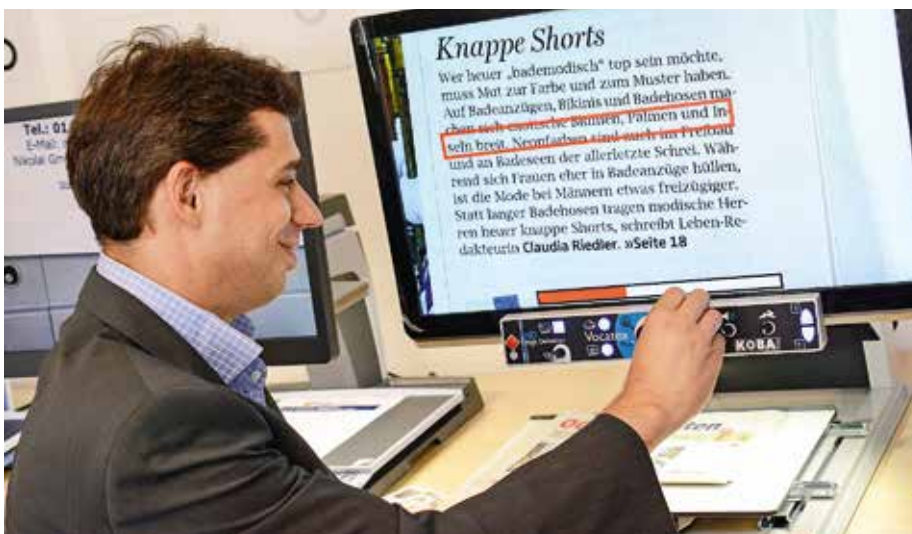 Knappe Shorts
Wer heuer „bademodisch“ top sein möchte,
muss Mut zur Farbe und zum Muster haben.
Auf Badeanzügen, Bikinis und Badehosen ma-
chen sich exotische Blumen, Palmen und In-
seln breit. Neonfarben sind auch im Freibad
und an Badeseen der allerletzte Schrei. Wäh-
rend sich Frauen eher in Badeanzüge hüllen,
ist die Mode bei Männern etwas freizügiger.
Statt langer Badehosen tragen modische Her-
ren heuer knappe Shorts, schreibt Leben-Re-
dakteurin Claudia Riedler. »Seite 18
Tel.: 01
E-Mail:
Nikolai Gm
Vocatex
KOBA